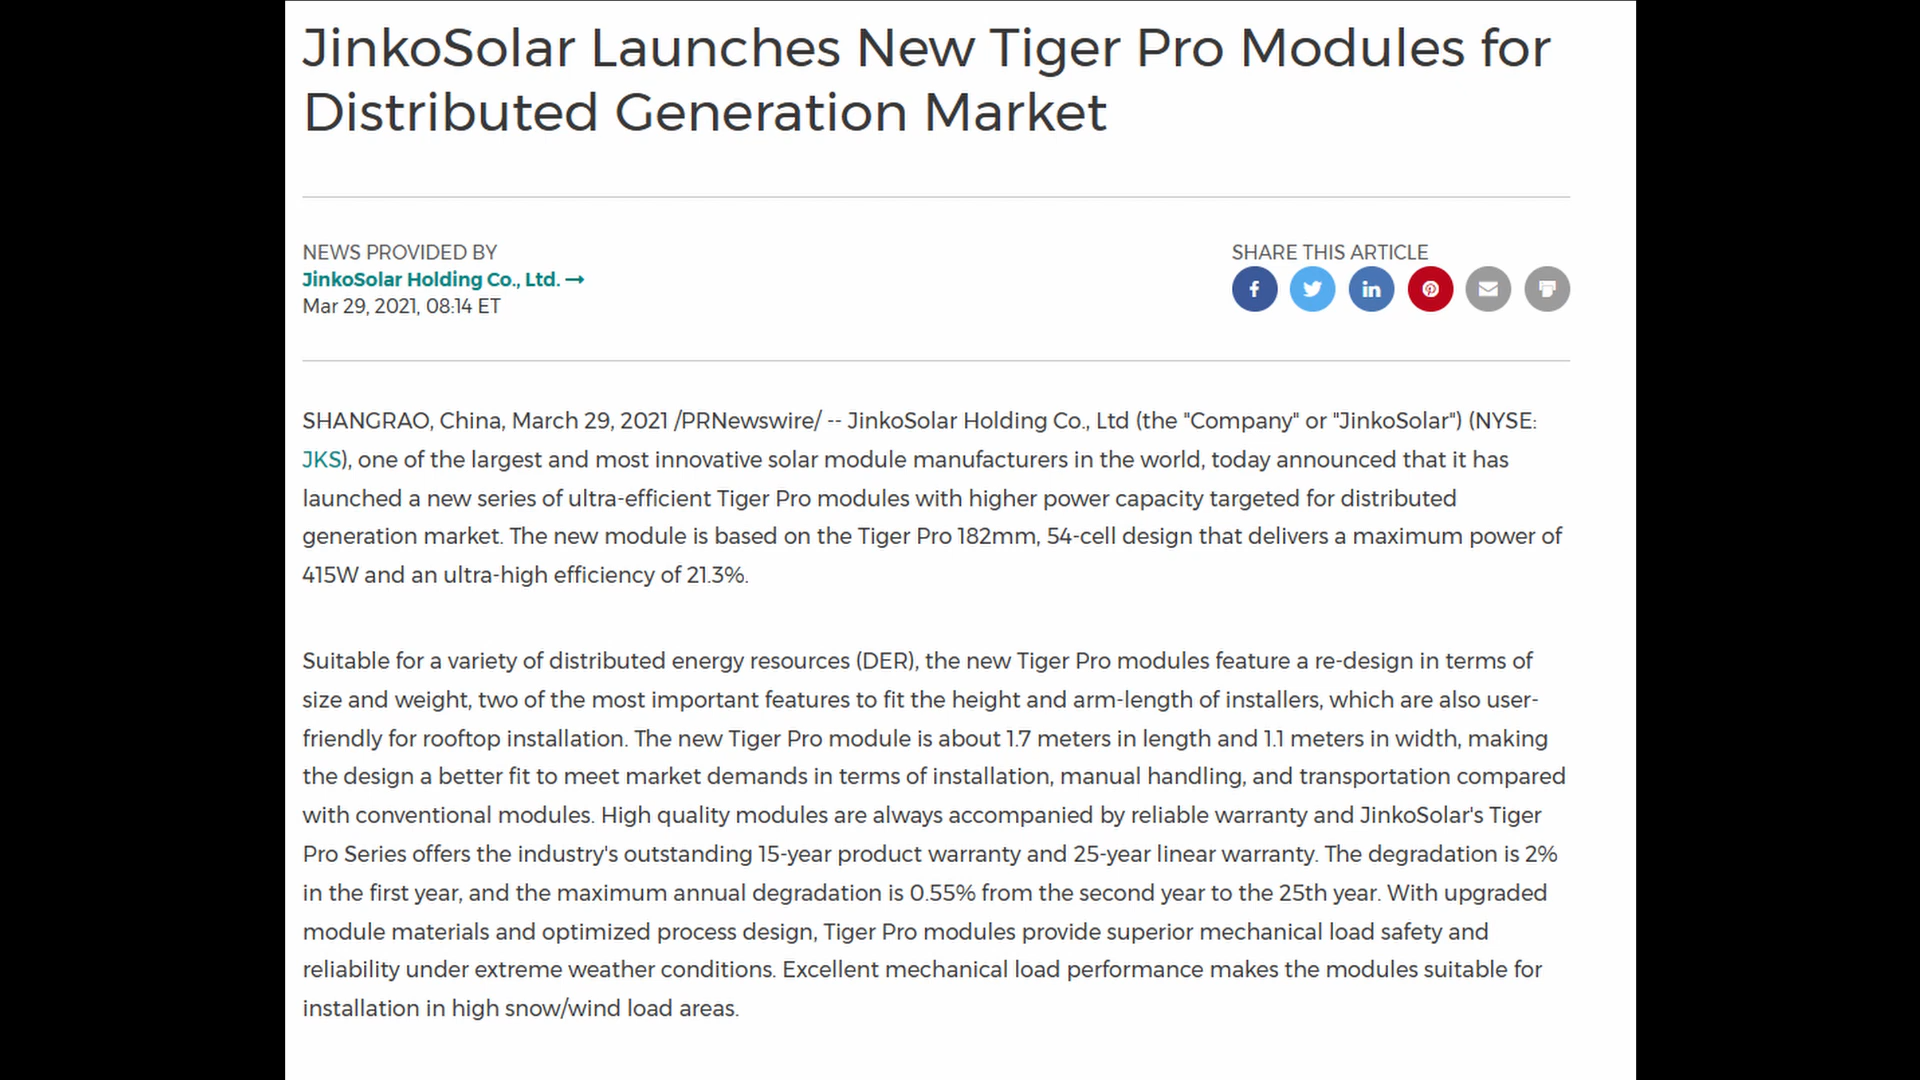 JinkoSolar Launches New Tiger Pro Modules for
Distributed Generation Market
NEWS PROVIDED BY
JinkoSolar Holding Co., Ltd. →
Mar 29, 2021, 08:14 ET
SHARE THIS ARTICLE
SHANGRAO, China, March 29, 2021 /PRNewswire/ -- JinkoSolar Holding Co., Ltd (the "Company" or "JinkoSolar") (NYSE:
JKS), one of the largest and most innovative solar module manufacturers in the world, today announced that it has
launched a new series of ultra-efficient Tiger Pro modules with higher power capacity targeted for distributed
generation market. The new module is based on the Tiger Pro 182mm, 54-cell design that delivers a maximum power of
415W and an ultra-high efficiency of 21.3%.
Suitable for a variety of distributed energy resources (DER), the new Tiger Pro modules feature a re-design in terms of
size and weight, two of the most important features to fit the height and arm-length of installers, which are also user-
friendly for rooftop installation. The new Tiger Pro module is about 1.7 meters in length and 1.1 meters in width, making
the design a better fit to meet market demands in terms of installation, manual handling, and transportation compared
with conventional modules. High quality modules are always accompanied by reliable warranty and JinkoSolar's Tiger
Pro Series offers the industry's outstanding 15-year product warranty and 25-year linear warranty. The degradation is 2%
in the first year, and the maximum annual degradation is 0.55% from the second year to the 25th year. With upgraded
module materials and optimized process design, Tiger Pro modules provide superior mechanical load safety and
reliability under extreme weather conditions. Excellent mechanical load performance makes the modules suitable for
installation in high snow/wind load areas.